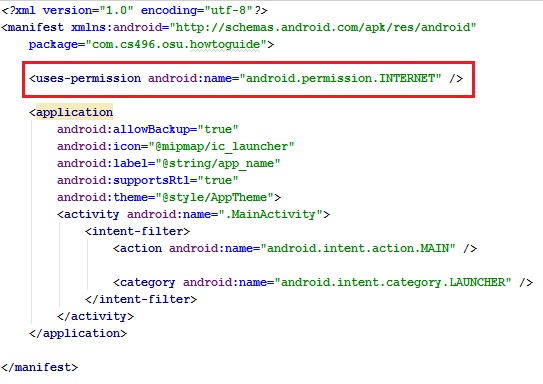 <?xml version="1.0" encoding="utf-8"?>
<manifest xmlns:android="http://schemas.android.com/apk/res/android"
    package="com.cs496.osu.howtoguide">

    <uses-permission android:name="android.permission.INTERNET" />

    <application
        android:allowBackup="true"
        android:icon="@mipmap/ic_launcher"
        android:label="@string/app_name"
        android:supportsRtl="true"
        android:theme="@style/AppTheme">
        <activity android:name=".MainActivity">
            <intent-filter>
                <action android:name="android.intent.action.MAIN" />

                <category android:name="android.intent.category.LAUNCHER" />
            </intent-filter>
        </activity>
    </application>

</manifest>